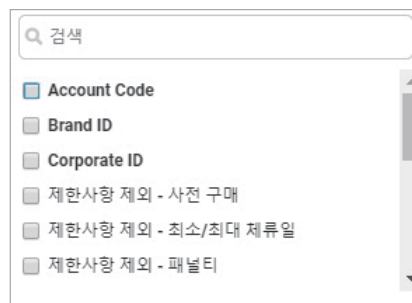 검색
Account Code
Brand ID
Corporate ID
제한사항 제외 - 사전 구매
제한사항 제외 - 최소/최대 체류일
제한사항 제외 - 패널티